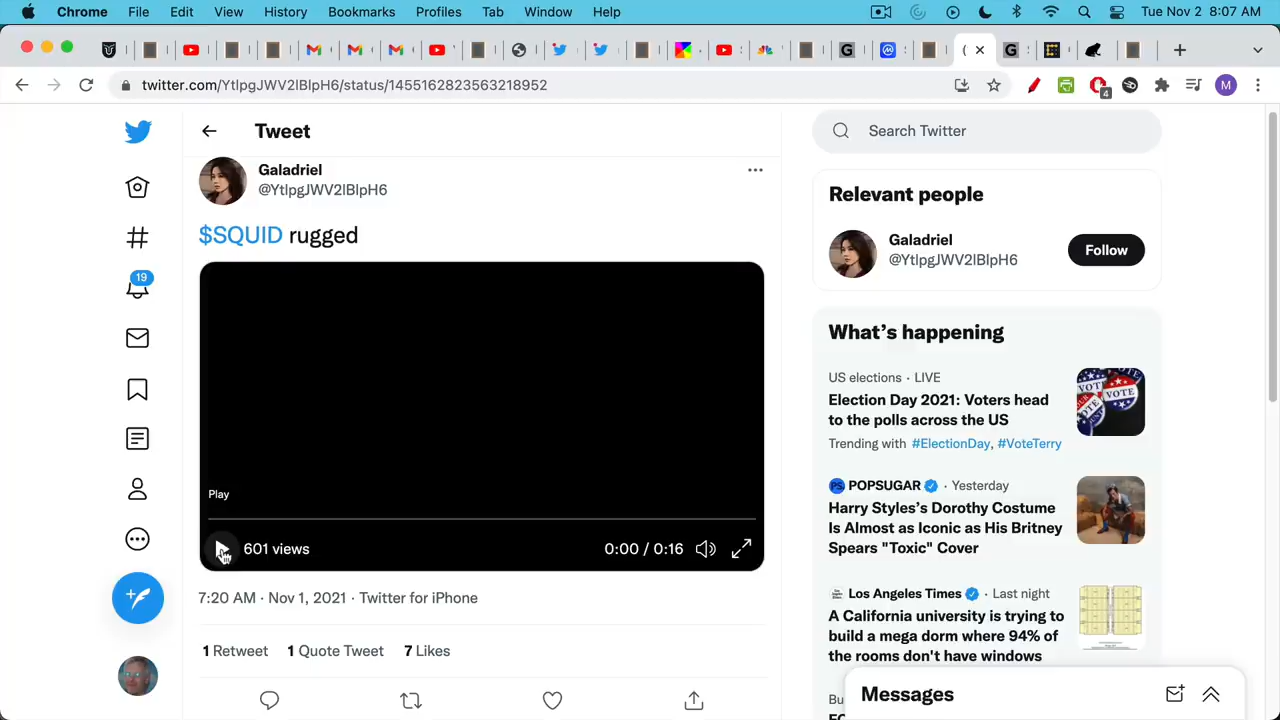 Chrome File Edit View History Bookmarks Profiles Tab Window Help Tue Nov 2 8:07 AM
twitter.com/YtlpgJWV2lBlpH6/status/1455162823563218952
4
M
Tweet
Search Twitter
Galadriel
@YtlpgJWV2lBlpH6
$SQUID rugged
Play
601 views 0:00 / 0:16
7:20 AM · Nov 1, 2021 · Twitter for iPhone
1 Retweet 1 Quote Tweet 7 Likes
19
Relevant people
Galadriel
@YtlpgJWV2lBlpH6
Follow
What's happening
US elections · LIVE
Election Day 2021: Voters head
to the polls across the US
Trending with #ElectionDay, #VoteTerry
POPSUGAR · Yesterday
Harry Styles's Dorothy Costume
Is Almost as Iconic as His Britney
Spears "Toxic" Cover
Los Angeles Times · Last night
A California university is trying to
build a mega dorm where 94% of
the rooms don't have windows
Messages